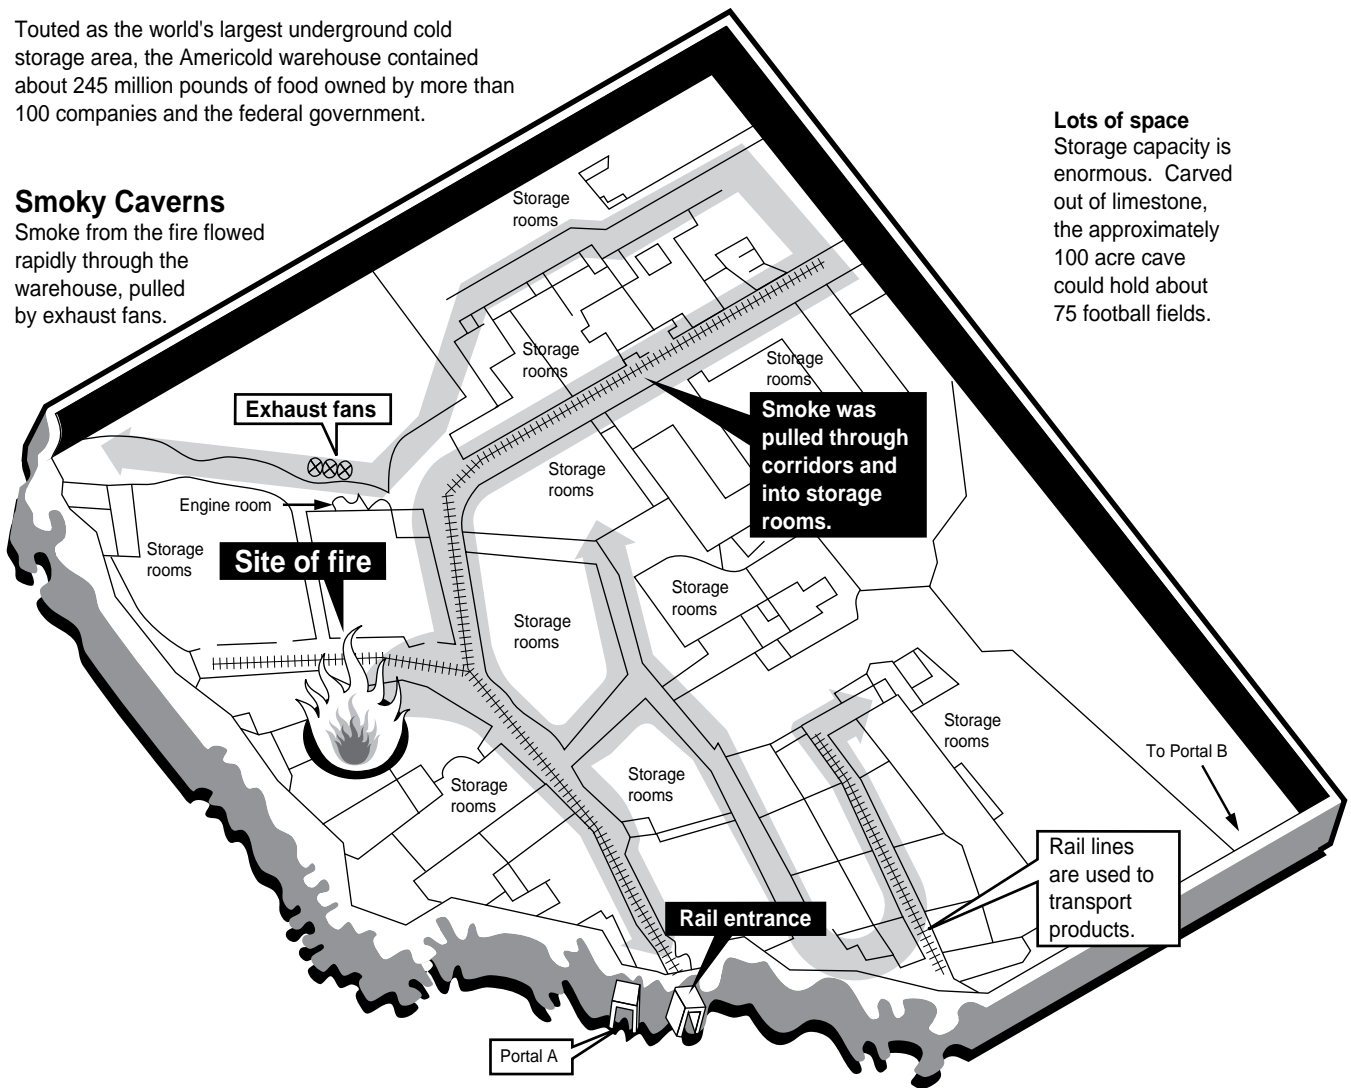 Touted as the world's largest underground cold
storage area, the Americold warehouse contained
about 245 million pounds of food owned by more than
100 companies and the federal government.
Smoky Caverns
Smoke from the fire flowed
rapidly through the
warehouse, pulled
by exhaust fans.
Lots of space
Storage capacity is
enormous. Carved
out of limestone,
the approximately
100 acre cave
could hold about
75 football fields.
Storage
rooms
Storage
rooms
Storage
rooms
Exhaust fans
Smoke was
pulled through
corridors and
into storage
rooms.
Storage
rooms
Engine room
Storage
rooms
Site of fire
Storage
rooms
Storage
rooms
Storage
rooms
To Portal B
Storage
rooms
Storage
rooms
Rail lines
are used to
transport
products.
Rail entrance
Portal A